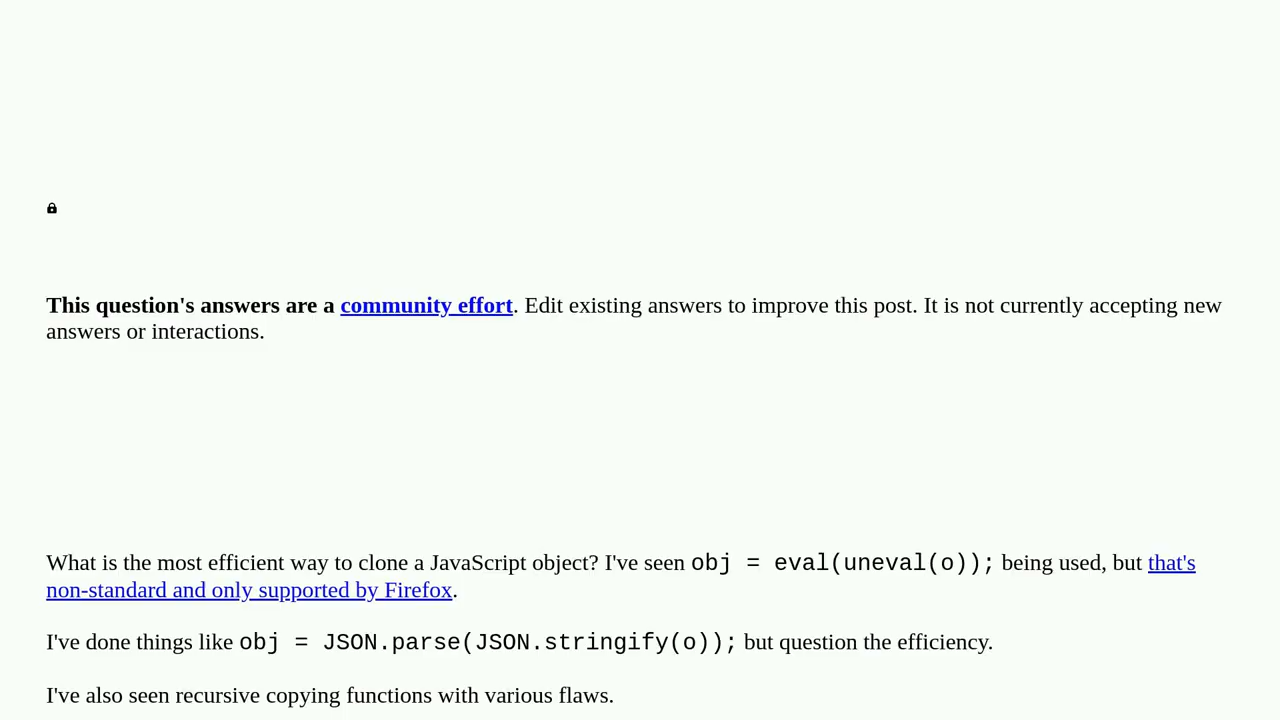 This question's answers are a community effort. Edit existing answers to improve this post. It is not currently accepting new
answers or interactions.
What is the most efficient way to clone a JavaScript object? I've seen obj = eval(uneval(o)); being used, but that's
non-standard and only supported by Firefox.
I've done things like obj = JSON.parse(JSON.stringify(o)); but question the efficiency.
I've also seen recursive copying functions with various flaws.